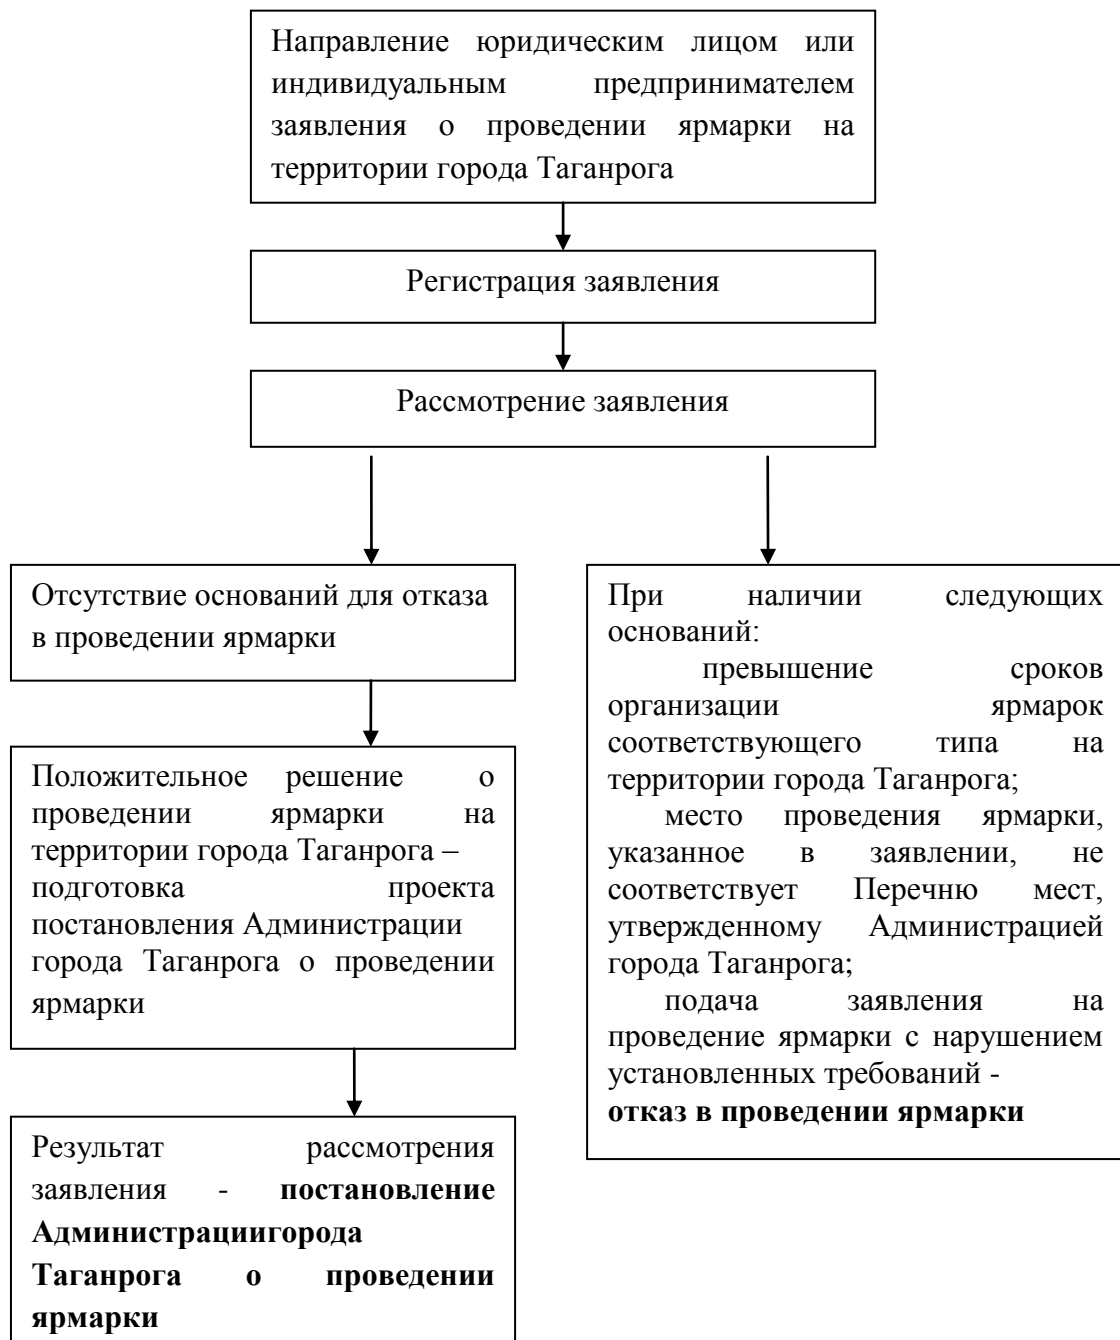 Направление юридическим лицом или
индивидуальным предпринимателем
заявления о проведении ярмарки на
территории города Таганрога
Регистрация заявления
Рассмотрение заявления
Отсутствие оснований для отказа
в проведении ярмарки
Положительное решение о
проведении ярмарки на
территории города Таганрога –
подготовка проекта
постановления Администрации
города Таганрога о проведении
ярмарки
Результат рассмотрения
заявления - постановление
Администрациигорода
Таганрога о проведении
ярмарки
При наличии следующих
оснований:
превышение сроков
организации ярмарок
соответствующего типа на
территории города Таганрога;
место проведения ярмарки,
указанное в заявлении, не
соответствует Перечню мест,
утвержденному Администрацией
города Таганрога;
подача заявления на
проведение ярмарки с нарушением
установленных требований -
отказ в проведении ярмарки